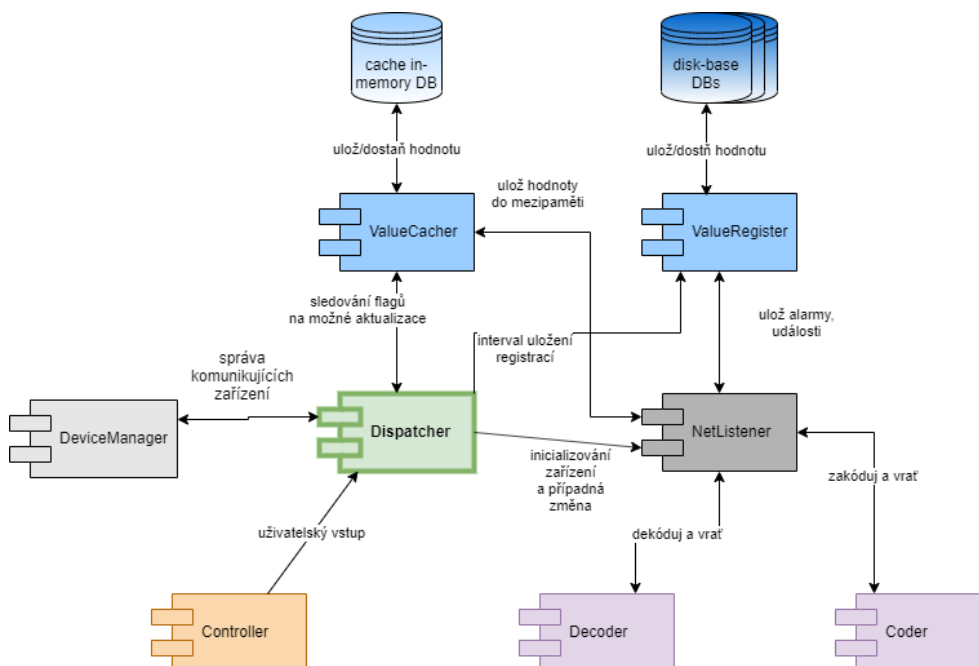 cache in-
memory DB
disk-base
DBs
ulož/dostaň hodnotu
ulož/dostň hodnotu
ulož hodnoty
do mezipaměti
ValueCacher
ValueRegister
sledování flagů
na možné aktualizace
interval uložení
registrací
ulož alarmy,
události
správa
komunikujících
zařízení
DeviceManager
Dispatcher
NetListener
inicializování
zařízení
a případná
změna
zakóduj a vrať
uživatelský vstup
dekóduj a vrať
Controller
Decoder
Coder